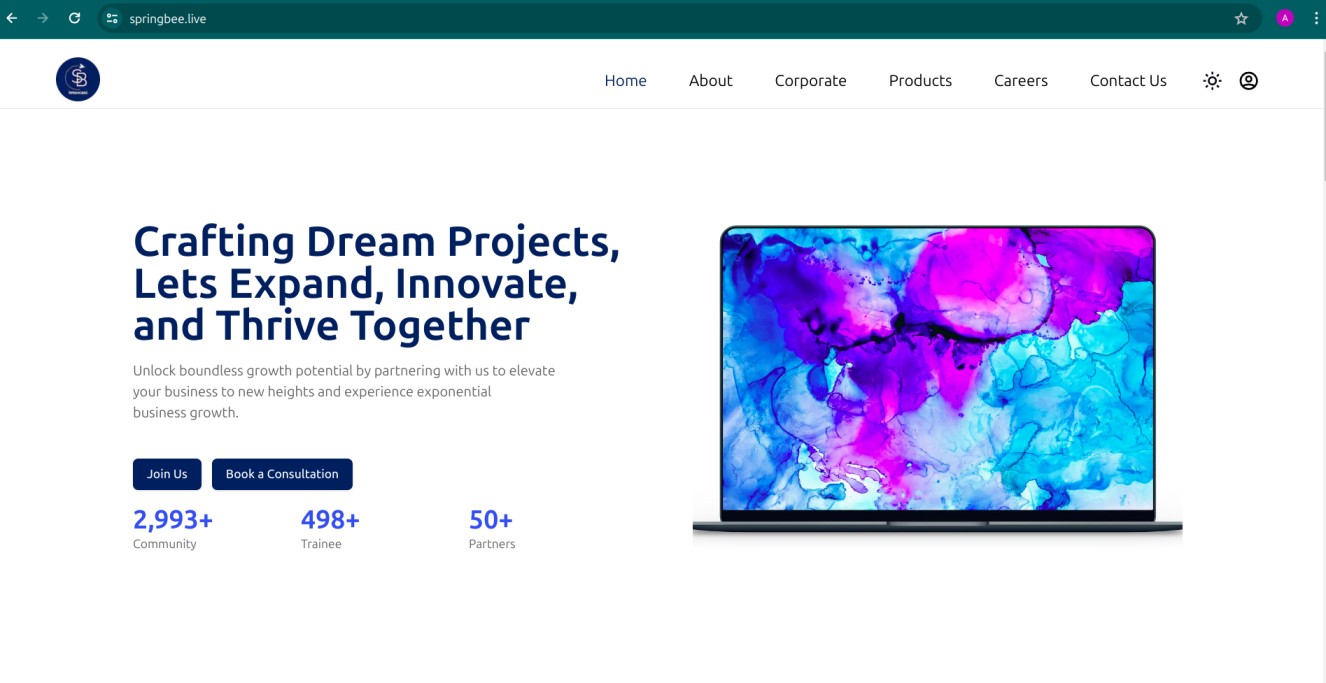 springbee.live
SB
Home About Corporate Products Careers Contact Us
A
Crafting Dream Projects,
Lets Expand, Innovate,
and Thrive Together
Unlock boundless growth potential by partnering with us to elevate
your business to new heights and experience exponential
business growth.
Join Us Book a Consultation
2,993+ 498+ 50+
Community Trainee Partners